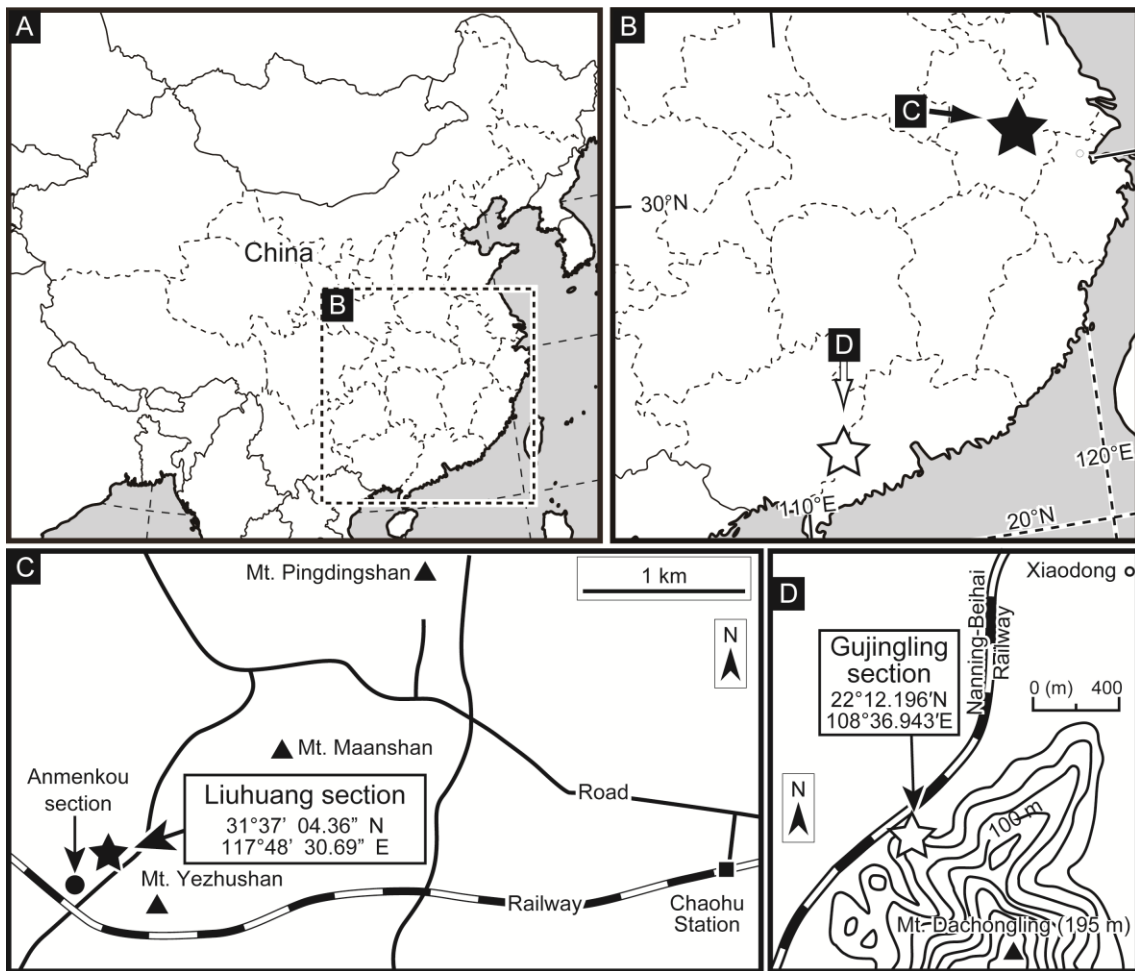 A
China
B
B
C
30°N
D
110°E
120°E
20°N
C
Mt. Pingdingshan
1 km
N
Mt. Maanshan
Anmenkou
section
Liuhuang section
31°37' 04.36” N
117°48' 30.69” E
Road
Mt. Yezhushan
Railway
Chaohu
Station
D
Xiaodong
Nanning-Beihai
Railway
Gujingling
section
22°12.196′N
108°36.943′E
0 (m) 400
N
100 m
Mt. Dachongling (195 m)